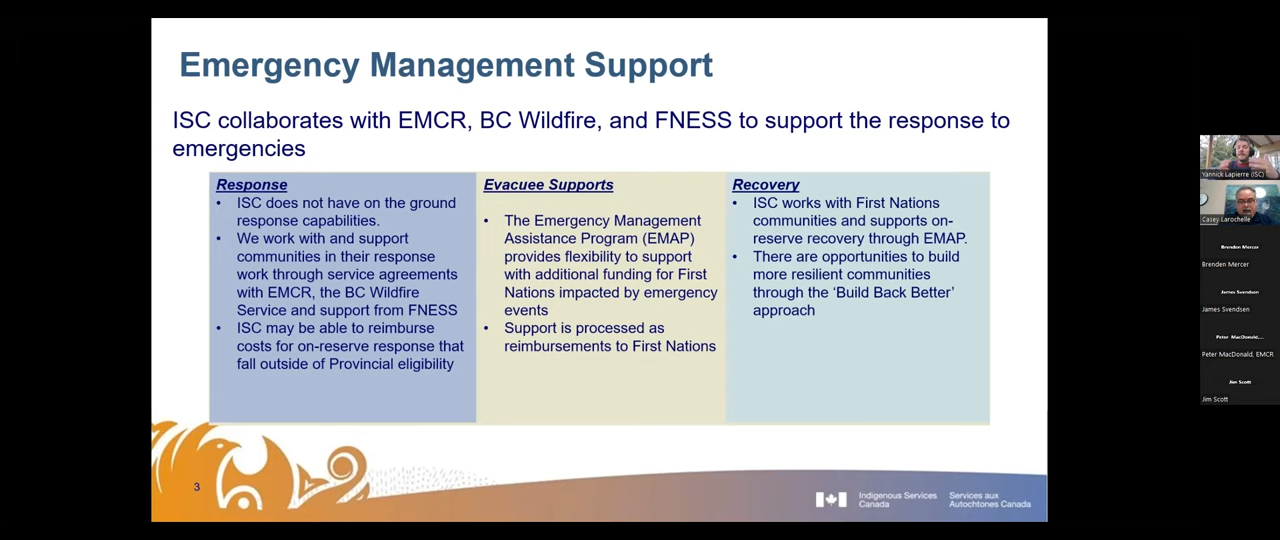 Emergency Management Support
ISC collaborates with EMCR, BC Wildfire, and FNESS to support the response to
emergencies
Response
• ISC does not have on the ground
response capabilities.
• We work with and support
communities in their response
work through service agreements
with EMCR, the BC Wildfire
Service and support from FNESS
• ISC may be able to reimburse
costs for on-reserve response that
fall outside of Provincial eligibility
Evacuee Supports
• The Emergency Management
Assistance Program (EMAP)
provides flexibility to support
with additional funding for First
Nations impacted by emergency
events
• Support is processed as
reimbursements to First Nations
Recovery
• ISC works with First Nations
communities and supports on-
reserve recovery through EMAP.
• There are opportunities to build
more resilient communities
through the ‘Build Back Better’
approach
3
Indigenous Services
Canada
Services aux
Autochtones Canada
Yannick Lapierre (ISC)
Casey Larochelle
Brenden Mercer
Brenden Mercer
James Svendsen
James Svendsen
Peter MacDonald,...
Peter MacDonald, EMCR
Jim Scott
Jim Scott